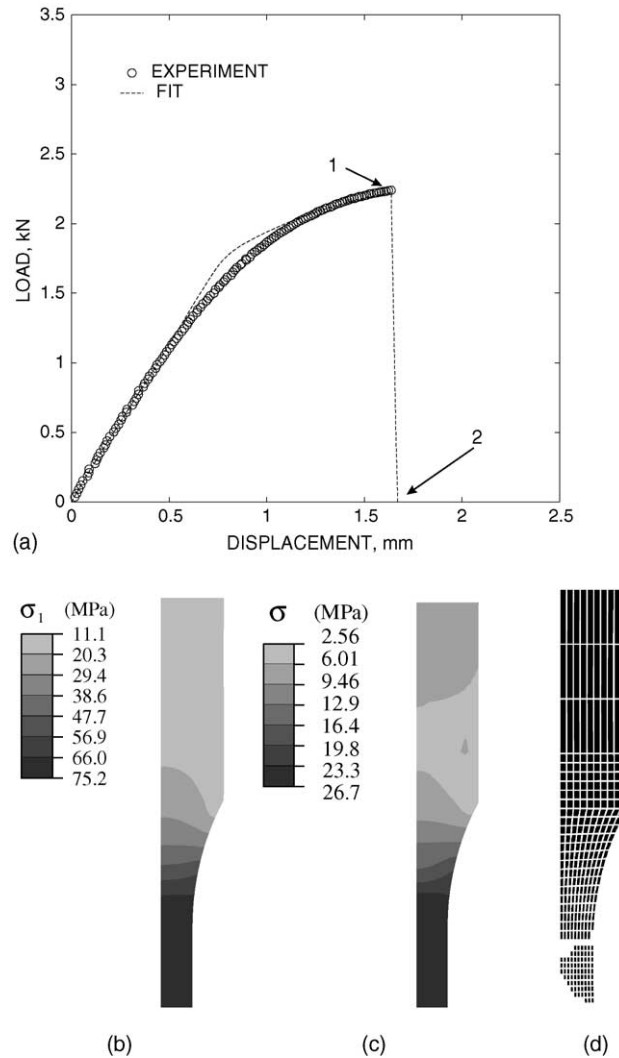 3.5
3
2.5
2
1.5
1
0.5
0
LOAD, kN
EXPERIMENT
FIT
1
2
0 0.5 1 1.5 2 2.5
DISPLACEMENT, mm
(a)
σ1 (MPa)
11.1
20.3
29.4
38.6
47.7
56.9
66.0
75.2
σ (MPa)
2.56
6.01
9.46
12.9
16.4
19.8
23.3
26.7
(b) (c) (d)